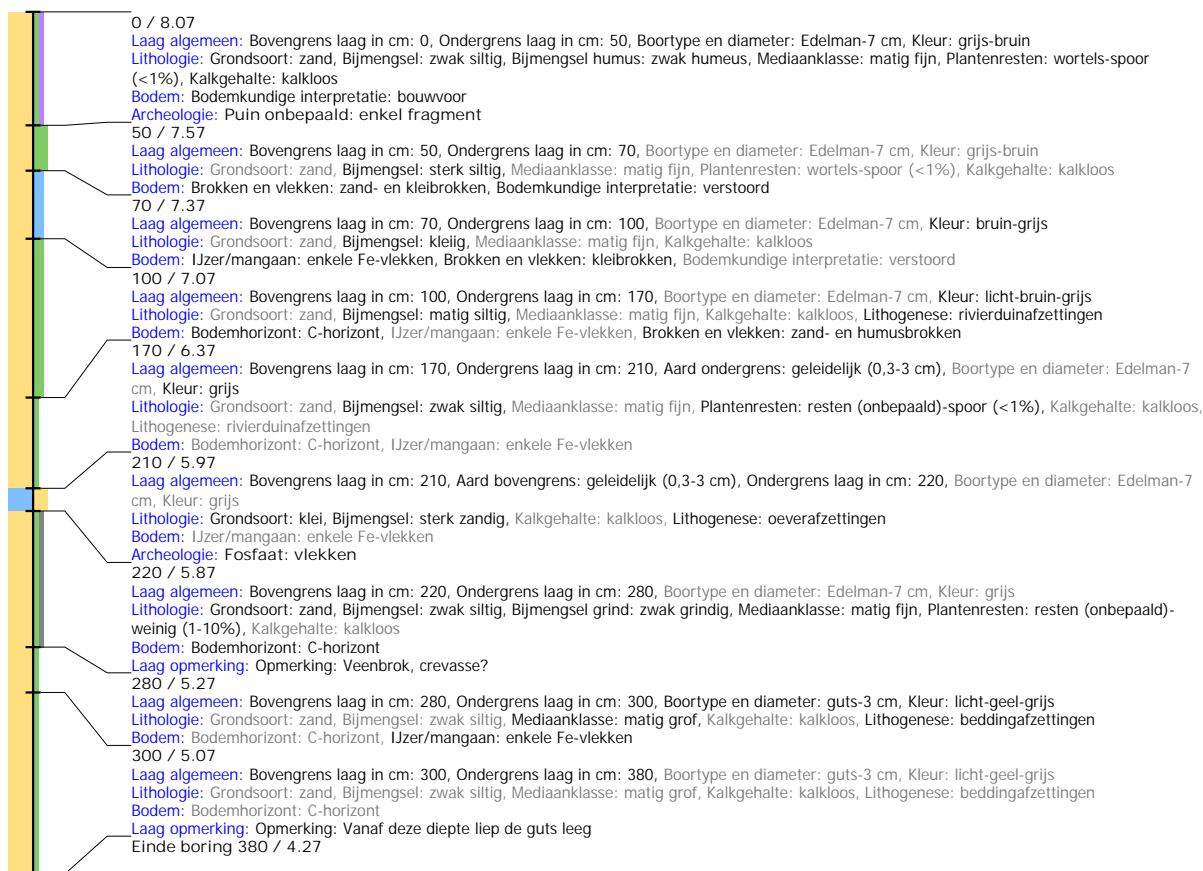 0 / 8.07
Laag algemeen: Bovengrens laag in cm: 0, Ondergrens laag in cm: 50, Boortype en diameter: Edelman-7 cm, Kleur: grijs-bruin
Lithologie: Grondsoort: zand, Bijmengsel: zwak siltig, Bijmengsel humus: zwak humeus, Mediaanklasse: matig fijn, Plantenresten: wortels-spoor
(<1%), Kalkgehalte: kalkloos
Bodem: Bodemkundige interpretatie: bouwvoor
Archeologie: Puin onbepaald: enkel fragment
50 / 7.57
Laag algemeen: Bovengrens laag in cm: 50, Ondergrens laag in cm: 70, Boortype en diameter: Edelman-7 cm, Kleur: grijs-bruin
Lithologie: Grondsoort: zand, Bijmengsel: sterk siltig, Mediaanklasse: matig fijn, Plantenresten: wortels-spoor (<1%), Kalkgehalte: kalkloos
Bodem: Brokken en vlekken: zand- en kleibrokken, Bodemkundige interpretatie: verstoord
70 / 7.37
Laag algemeen: Bovengrens laag in cm: 70, Ondergrens laag in cm: 100, Boortype en diameter: Edelman-7 cm, Kleur: bruin-grijs
Lithologie: Grondsoort: zand, Bijmengsel: kleiig, Mediaanklasse: matig fijn, Kalkgehalte: kalkloos
Bodem: IJzer/mangaan: enkele Fe-vlekken, Brokken en vlekken: kleibrokken, Bodemkundige interpretatie: verstoord
100 / 7.07
Laag algemeen: Bovengrens laag in cm: 100, Ondergrens laag in cm: 170, Boortype en diameter: Edelman-7 cm, Kleur: licht-bruin-grijs
Lithologie: Grondsoort: zand, Bijmengsel: matig siltig, Mediaanklasse: matig fijn, Kalkgehalte: kalkloos, Lithogenese: rivierduinafzettingen
Bodem: Bodemhorizont: C-horizont, IJzer/mangaan: enkele Fe-vlekken, Brokken en vlekken: zand- en humusbrokken
170 / 6.37
Laag algemeen: Bovengrens laag in cm: 170, Ondergrens laag in cm: 210, Aard ondergrens: geleidelijk (0,3-3 cm), Boortype en diameter: Edelman-7
cm, Kleur: grijs
Lithologie: Grondsoort: zand, Bijmengsel: zwak siltig, Mediaanklasse: matig fijn, Plantenresten: resten (onbepaald)-spoor (<1%), Kalkgehalte: kalkloos,
Lithogenese: rivierduinafzettingen
Bodem: Bodemhorizont: C-horizont, IJzer/mangaan: enkele Fe-vlekken
210 / 5.97
Laag algemeen: Bovengrens laag in cm: 210, Aard bovengrens: geleidelijk (0,3-3 cm), Ondergrens laag in cm: 220, Boortype en diameter: Edelman-7
cm, Kleur: grijs
Lithologie: Grondsoort: klei, Bijmengsel: sterk zandig, Kalkgehalte: kalkloos, Lithogenese: oeverafzettingen
Bodem: IJzer/mangaan: enkele Fe-vlekken
Archeologie: Fosfaat: vlekken
220 / 5.87
Laag algemeen: Bovengrens laag in cm: 220, Ondergrens laag in cm: 280, Boortype en diameter: Edelman-7 cm, Kleur: grijs
Lithologie: Grondsoort: zand, Bijmengsel: zwak siltig, Bijmengsel grind: zwak grindig, Mediaanklasse: matig fijn, Plantenresten: resten (onbepaald)-
weinig (1-10%), Kalkgehalte: kalkloos
Bodem: Bodemhorizont: C-horizont
Laag opmerking: Opmerking: Veenbrok, crevasse?
280 / 5.27
Laag algemeen: Bovengrens laag in cm: 280, Ondergrens laag in cm: 300, Boortype en diameter: guts-3 cm, Kleur: licht-geel-grijs
Lithologie: Grondsoort: zand, Bijmengsel: zwak siltig, Mediaanklasse: matig grof, Kalkgehalte: kalkloos, Lithogenese: beddingafzettingen
Bodem: Bodemhorizont: C-horizont, IJzer/mangaan: enkele Fe-vlekken
300 / 5.07
Laag algemeen: Bovengrens laag in cm: 300, Ondergrens laag in cm: 380, Boortype en diameter: guts-3 cm, Kleur: licht-geel-grijs
Lithologie: Grondsoort: zand, Bijmengsel: zwak siltig, Mediaanklasse: matig grof, Kalkgehalte: kalkloos, Lithogenese: beddingafzettingen
Bodem: Bodemhorizont: C-horizont
Laag opmerking: Opmerking: Vanaf deze diepte liep de guts leeg
Einde boring 380 / 4.27